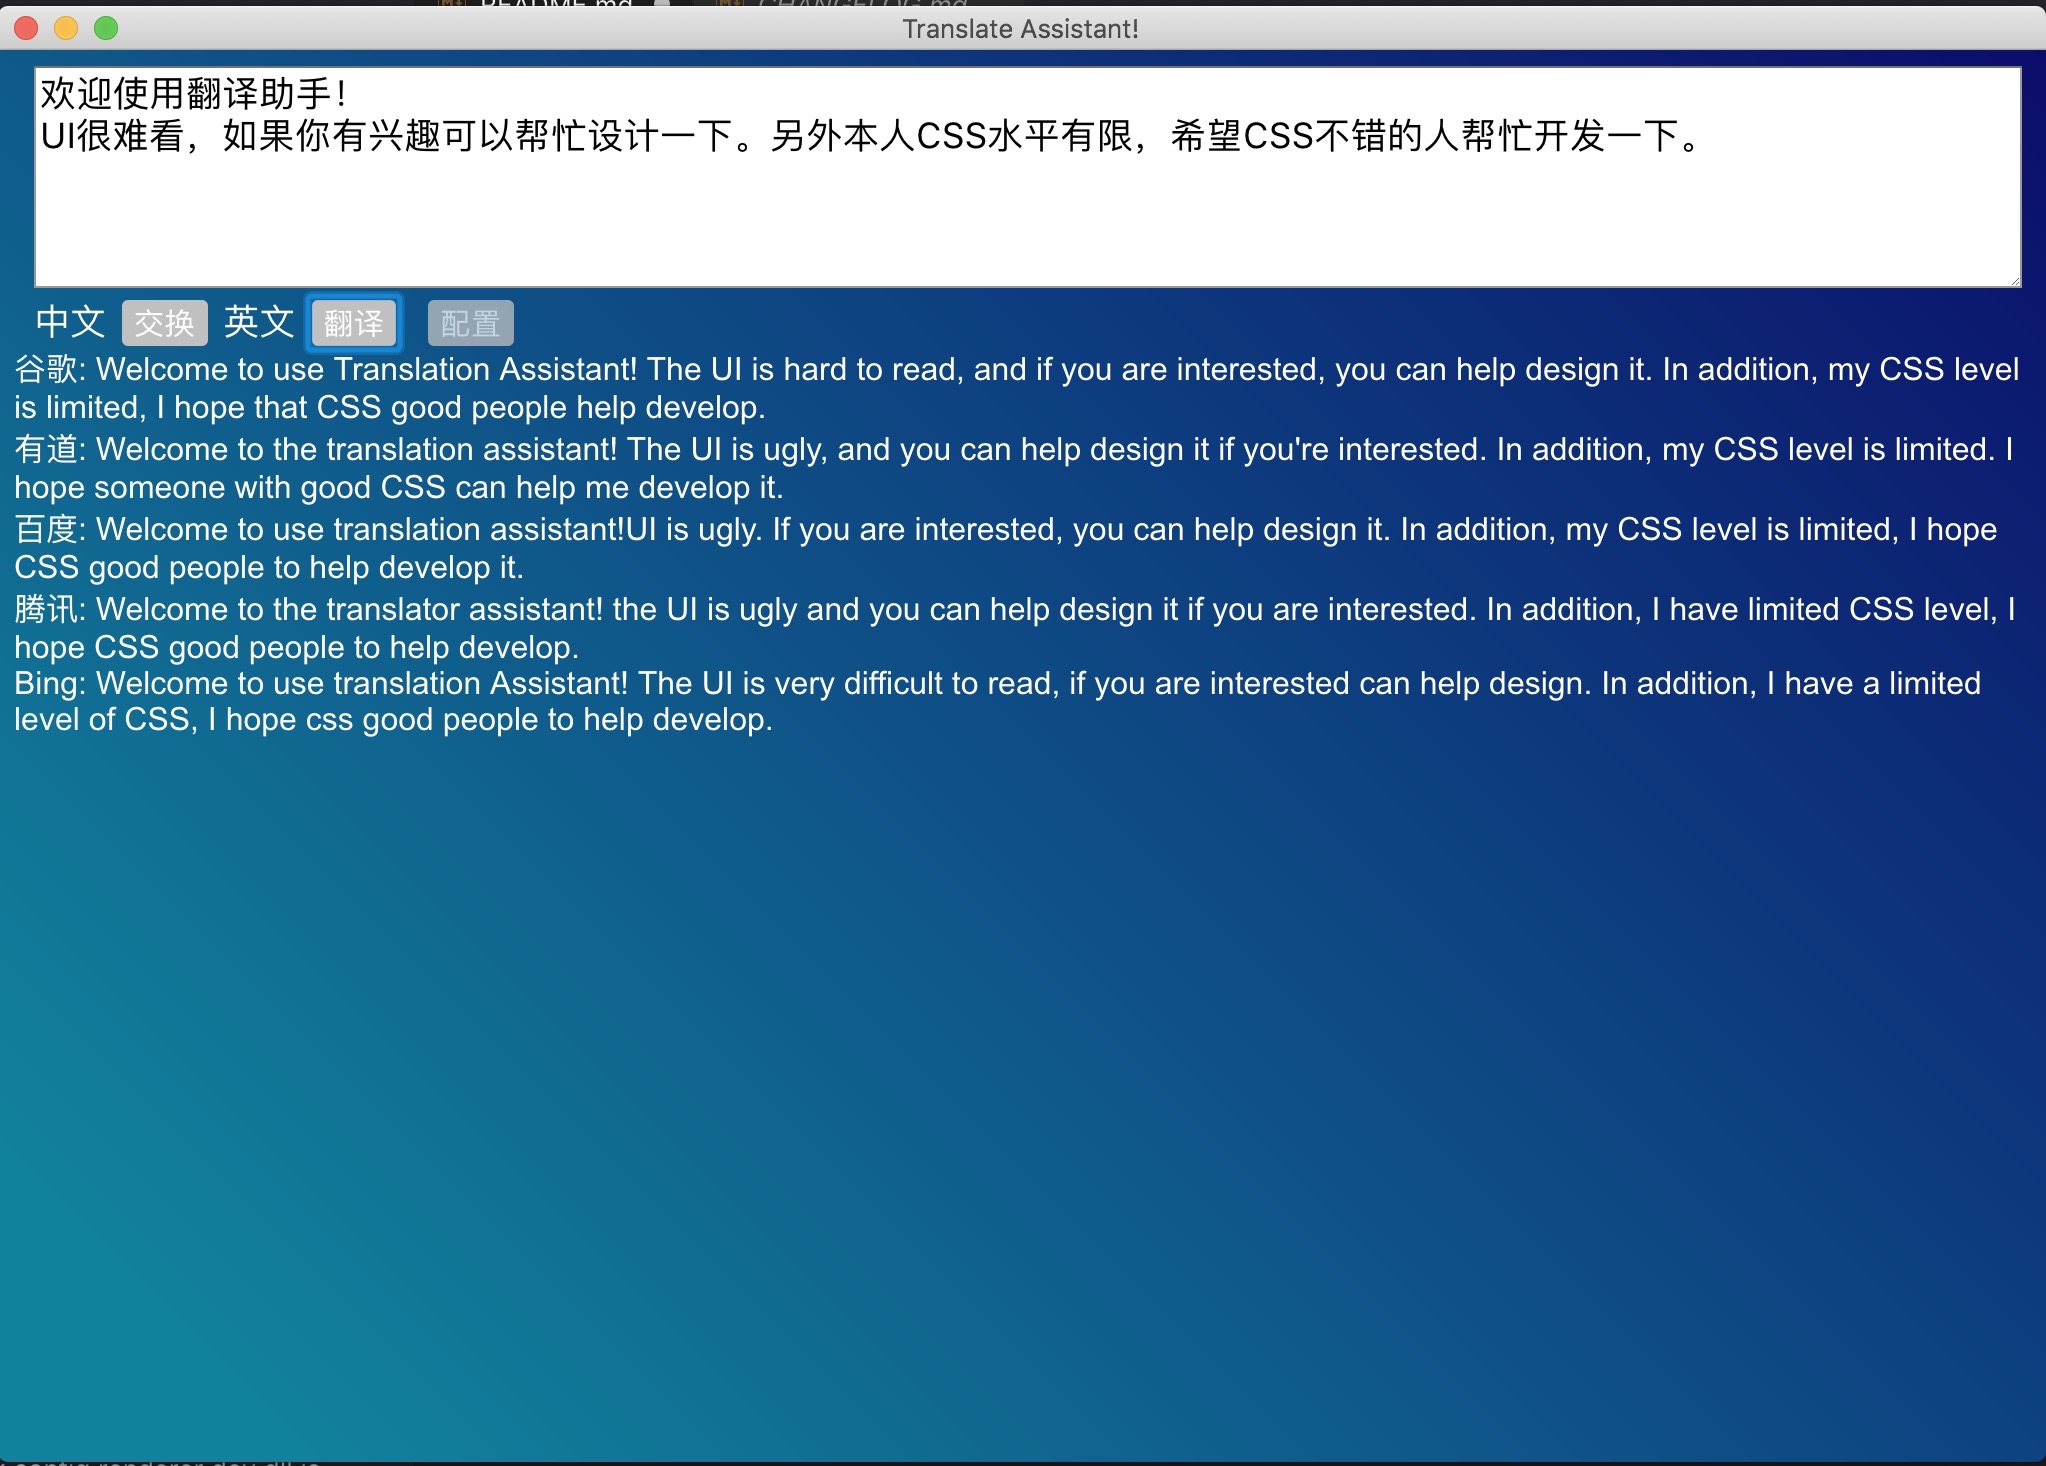 README.md
CHANGELOG.md
Translate Assistant!
欢迎使用翻译助手！
UI很难看，如果你有兴趣可以帮忙设计一下。另外本人CSS水平有限，希望CSS不错的人帮忙开发一下。
中文 交换 英文 翻译 配置
谷歌: Welcome to use Translation Assistant! The UI is hard to read, and if you are interested, you can help design it. In addition, my CSS level
is limited, I hope that CSS good people help develop.
有道: Welcome to the translation assistant! The UI is ugly, and you can help design it if you're interested. In addition, my CSS level is limited. I
hope someone with good CSS can help me develop it.
百度: Welcome to use translation assistant!UI is ugly. If you are interested, you can help design it. In addition, my CSS level is limited, I hope
CSS good people to help develop it.
腾讯: Welcome to the translator assistant! the UI is ugly and you can help design it if you are interested. In addition, I have limited CSS level, I
hope CSS good people to help develop.
Bing: Welcome to use translation Assistant! The UI is very difficult to read, if you are interested can help design. In addition, I have a limited
level of CSS, I hope css good people to help develop.